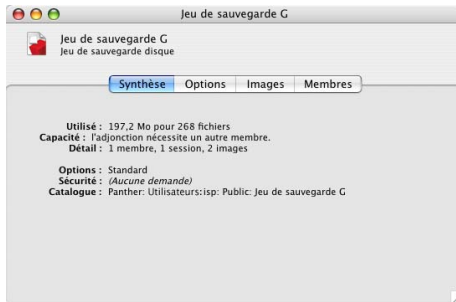 Jeu de sauvegarde G
Jeu de sauvegarde G
Jeu de sauvegarde disque
Synthèse Options Images Membres
Utilisé : 197,2 Mo pour 268 fichiers
Capacité : l'adjonction nécessite un autre membre.
Détail : 1 membre, 1 session, 2 images
Options : Standard
Sécurité : (Aucune demande)
Catalogue : Panther: Utilisateurs:isp: Public: Jeu de sauvegarde G